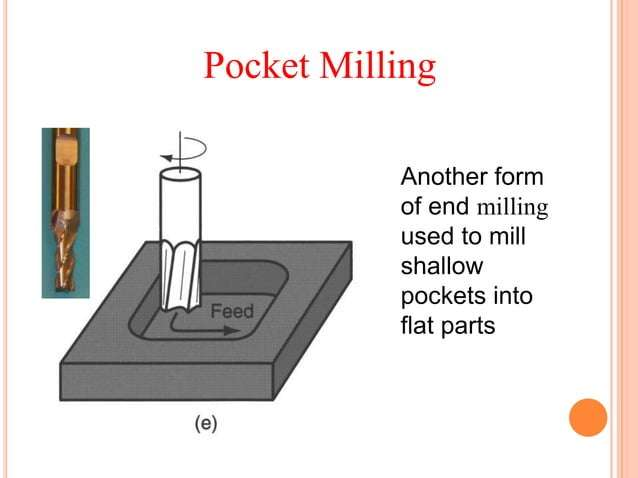 Pocket Milling
Another form
of end milling
used to mill
shallow
pockets into
flat parts
Feed
(e)